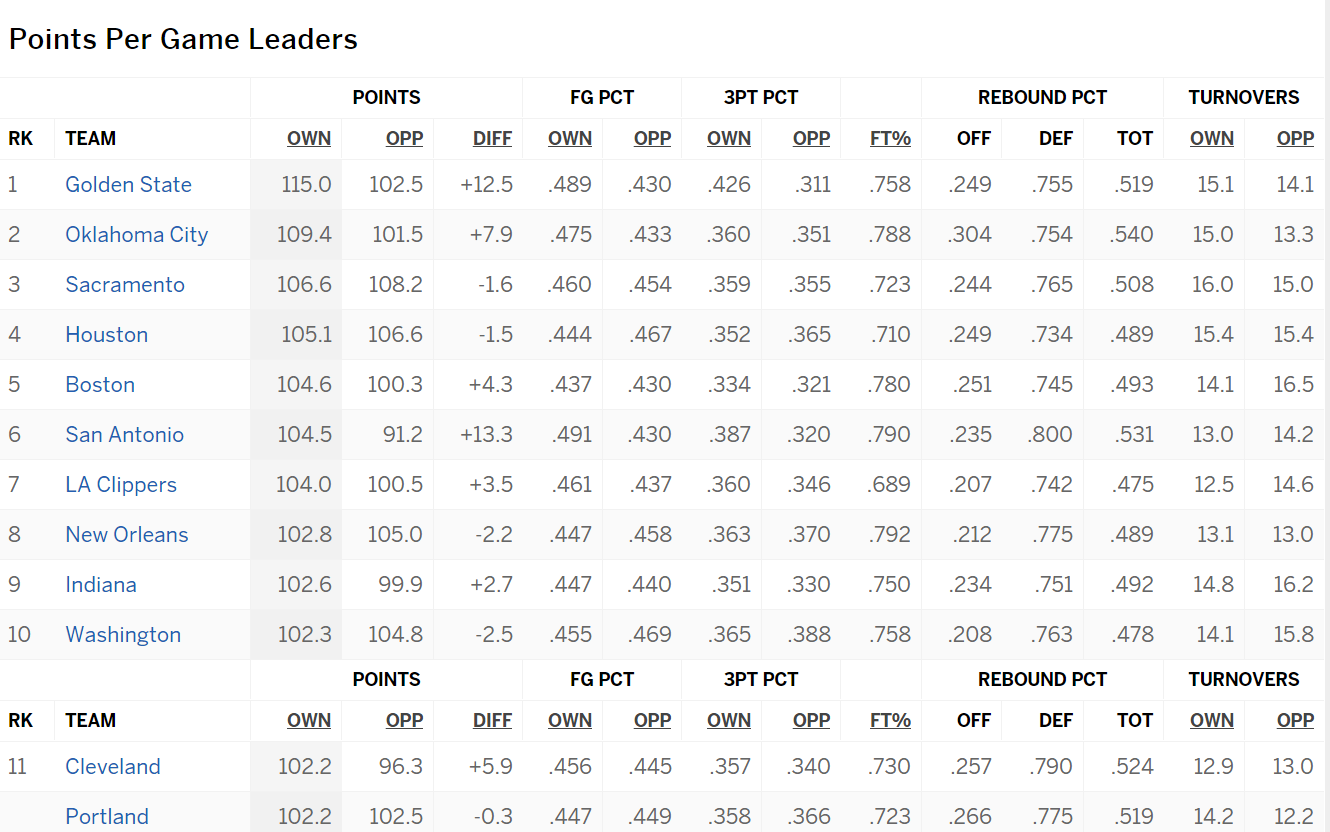 Points Per Game Leaders
POINTS FG PCT 3PT PCT REBOUND PCT TURNOVERS
RK TEAM OWN OPP DIFF OWN OPP OWN OPP FT% OFF DEF TOT OWN OPP
1 Golden State 115.0 102.5 +12.5 .489 .430 .426 .311 .758 .249 .755 .519 15.1 14.1
2 Oklahoma City 109.4 101.5 +7.9 .475 .433 .360 .351 .788 .304 .754 .540 15.0 13.3
3 Sacramento 106.6 108.2 -1.6 .460 .454 .359 .355 .723 .244 .765 .508 16.0 15.0
4 Houston 105.1 106.6 -1.5 .444 .467 .352 .365 .710 .249 .734 .489 15.4 15.4
5 Boston 104.6 100.3 +4.3 .437 .430 .334 .321 .780 .251 .745 .493 14.1 16.5
6 San Antonio 104.5 91.2 +13.3 .491 .430 .387 .320 .790 .235 .800 .531 13.0 14.2
7 LA Clippers 104.0 100.5 +3.5 .461 .437 .360 .346 .689 .207 .742 .475 12.5 14.6
8 New Orleans 102.8 105.0 -2.2 .447 .458 .363 .370 .792 .212 .775 .489 13.1 13.0
9 Indiana 102.6 99.9 +2.7 .447 .440 .351 .330 .750 .234 .751 .492 14.8 16.2
10 Washington 102.3 104.8 -2.5 .455 .469 .365 .388 .758 .208 .763 .478 14.1 15.8
POINTS FG PCT 3PT PCT REBOUND PCT TURNOVERS
RK TEAM OWN OPP DIFF OWN OPP OWN OPP FT% OFF DEF TOT OWN OPP
11 Cleveland 102.2 96.3 +5.9 .456 .445 .357 .340 .730 .257 .790 .524 12.9 13.0
Portland 102.2 102.5 -0.3 .447 .449 .358 .366 .723 .266 .775 .519 14.2 12.2